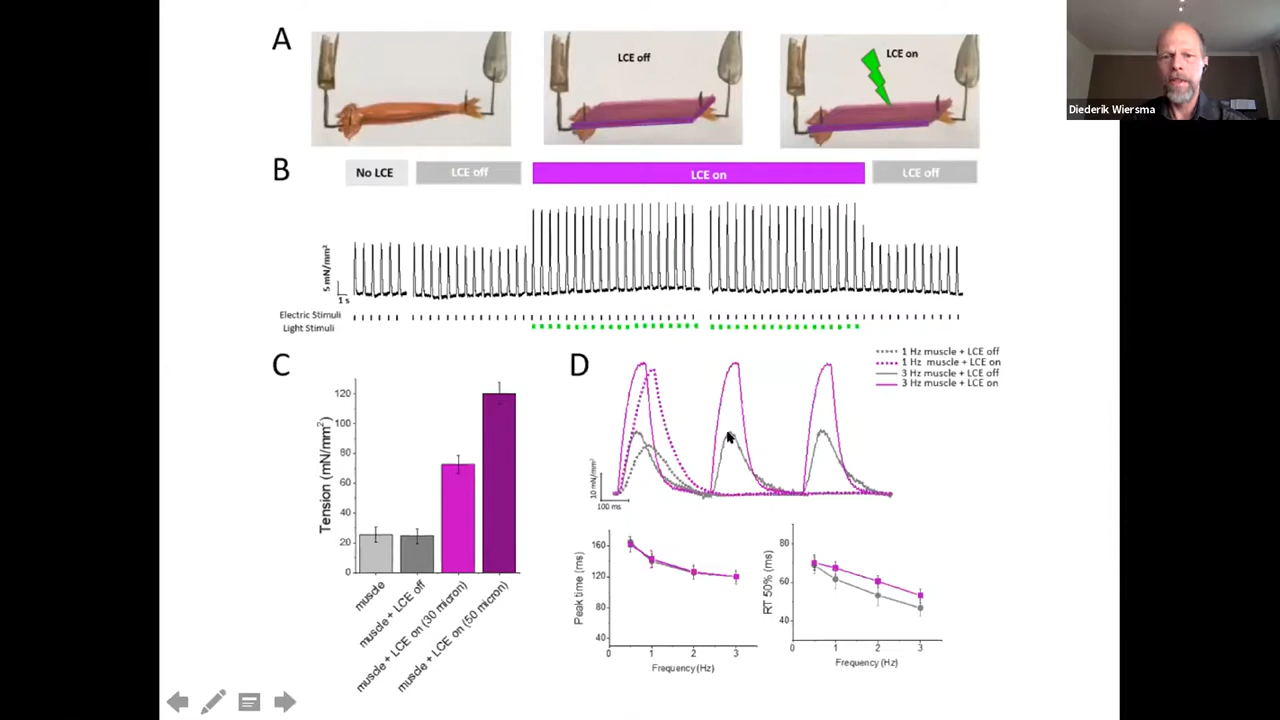 Diederik Wiersma
A
LCE off
LCE on
B
No LCE
LCE off
LCE on
LCE off
5 mN/mm²
1 s
Electric Stimuli
Light Stimuli
C
Tension (mN/mm²)
120
100
80
60
40
20
0
muscle
muscle + LCE off
muscle + LCE on (30 micron)
muscle + LCE on (50 micron)
D
1 Hz muscle + LCE off
1 Hz muscle + LCE on
3 Hz muscle + LCE off
3 Hz muscle + LCE on
10 mN/mm²
100 ms
Peak time (ms)
160
120
80
40
0 1 2 3
Frequency (Hz)
RT 50% (ms)
80
60
40
0 1 2 3
Frequency (Hz)